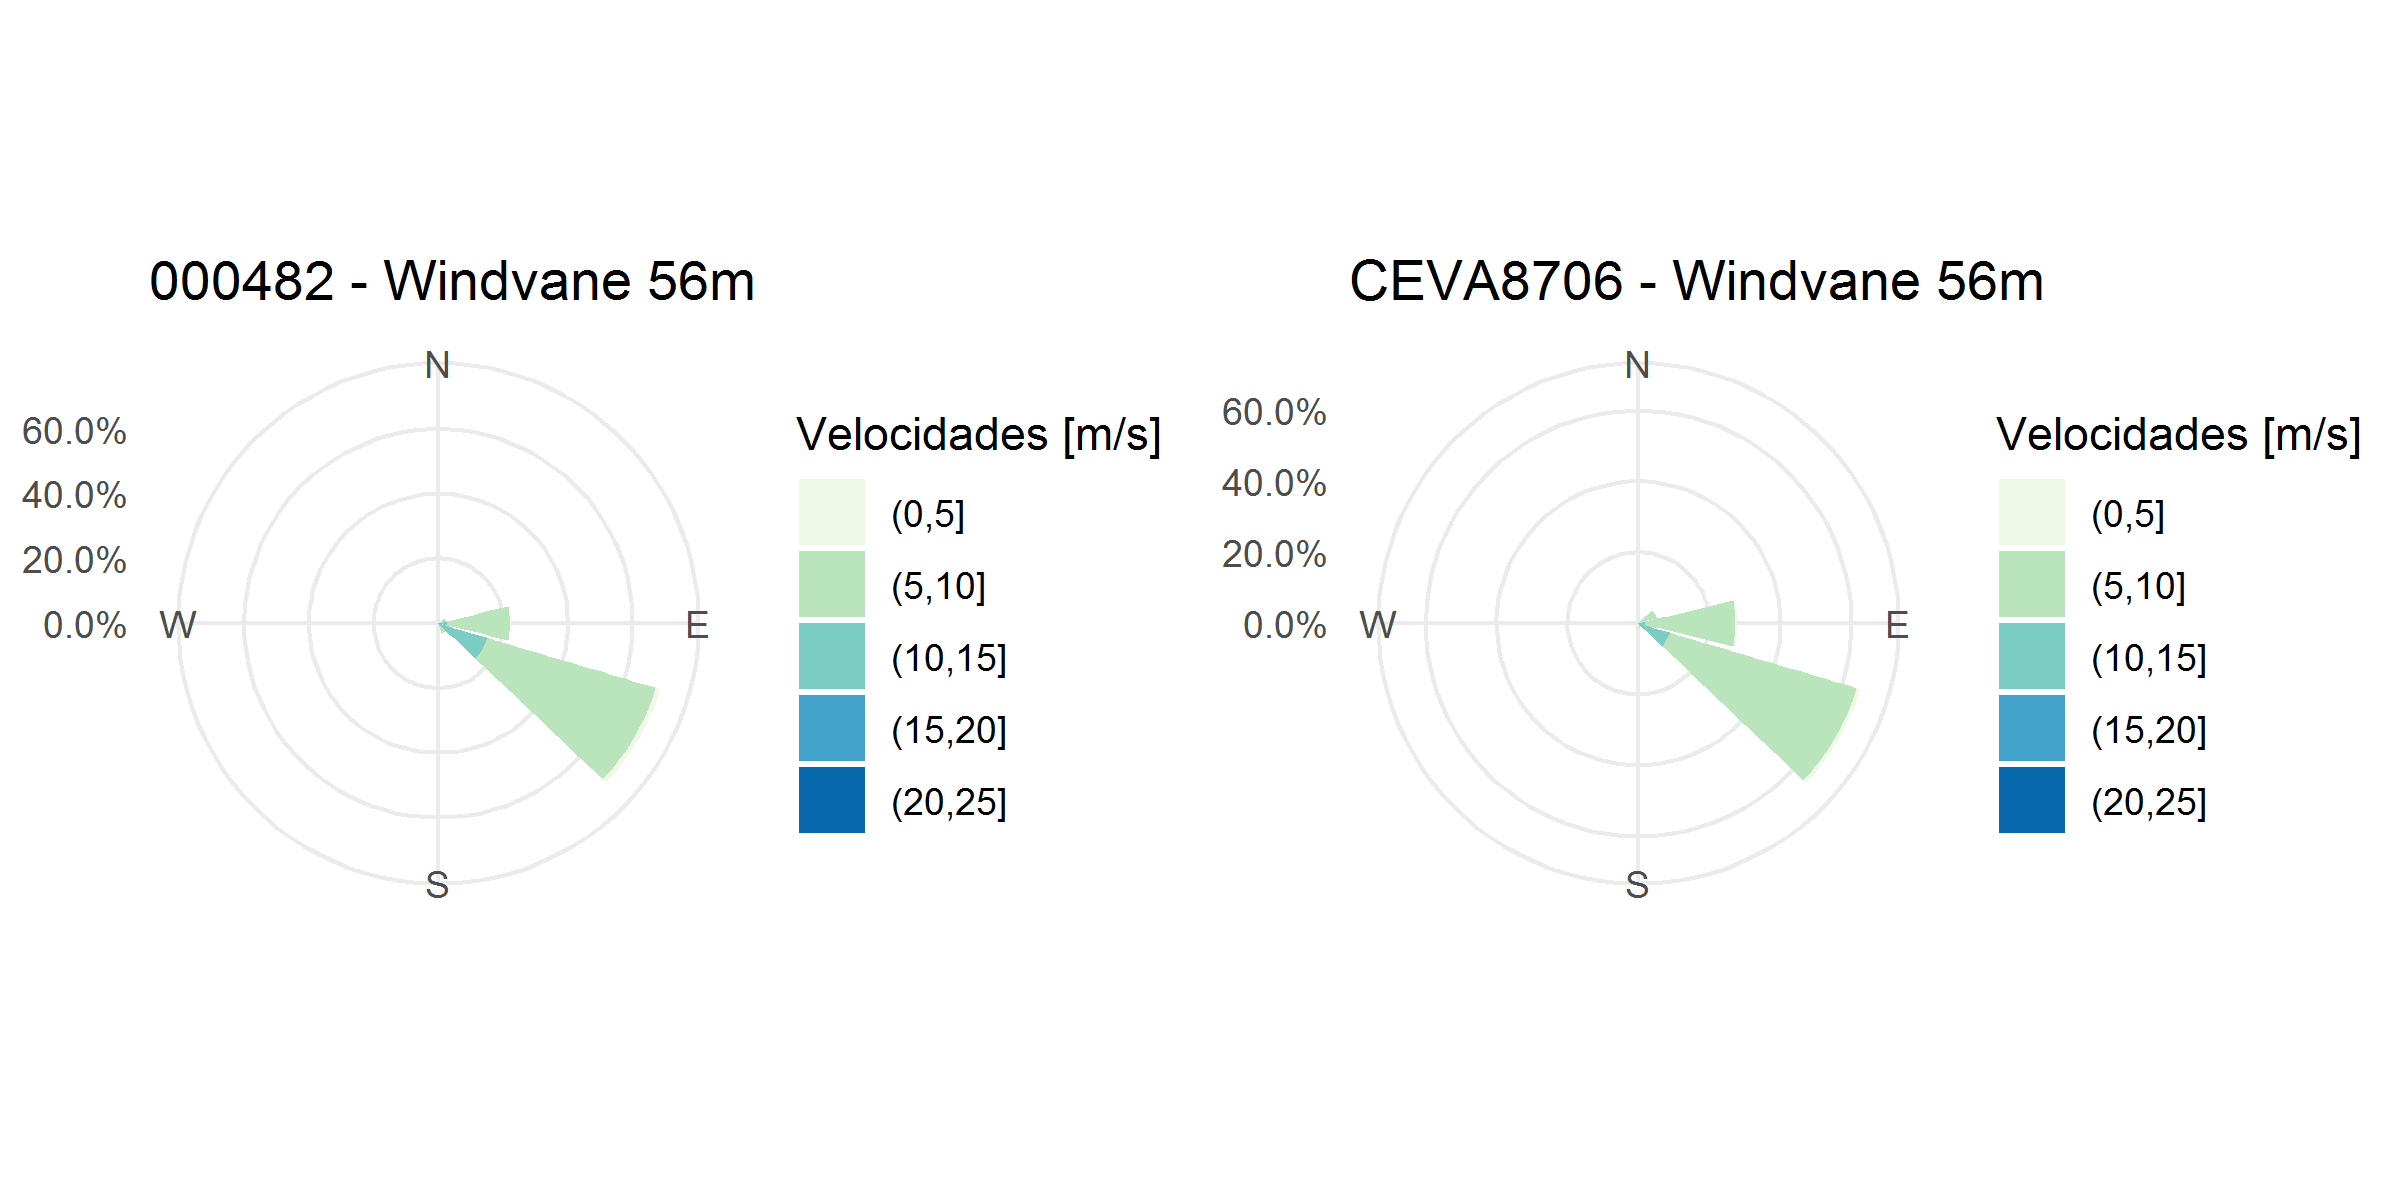 000482 - Windvane 56m
N
60.0%
40.0%
20.0%
0.0%
W
E
S
Velocidades [m/s]
(0,5]
(5,10]
(10,15]
(15,20]
(20,25]
CEVA8706 - Windvane 56m
N
60.0%
40.0%
20.0%
0.0%
W
E
S
Velocidades [m/s]
(0,5]
(5,10]
(10,15]
(15,20]
(20,25]